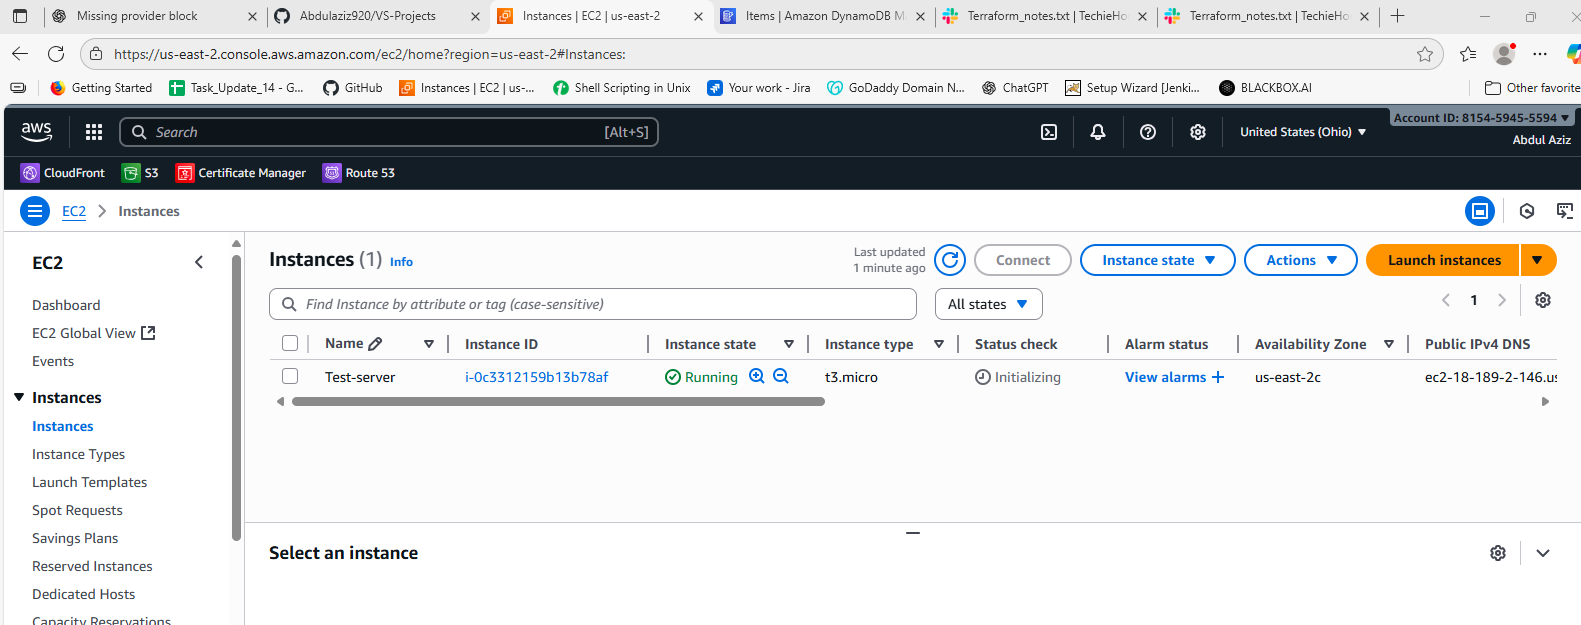 Missing provider block
Abdulaziz920/VS-Projects
Instances | EC2 | us-east-2
Items | Amazon DynamoDB M
Terraform_notes.txt | TechieHo
Terraform_notes.txt | TechieHo
https://us-east-2.console.aws.amazon.com/ec2/home?region=us-east-2#Instances:
Getting Started
Task_Update_14 - G...
GitHub
Instances | EC2 | us-...
Shell Scripting in Unix
Your work - Jira
GoDaddy Domain N...
ChatGPT
Setup Wizard [Jenki...
BLACKBOX.AI
Other favorite
aws
Search
[Alt+S]
United States (Ohio)
Account ID: 8154-5945-5594
Abdul Aziz
CloudFront
S3
Certificate Manager
Route 53
EC2
Instances
EC2
Dashboard
EC2 Global View
Events
Instances
Instances
Instance Types
Launch Templates
Spot Requests
Savings Plans
Reserved Instances
Dedicated Hosts
Capacity Reservations
Instances (1) Info
Last updated
1 minute ago
Connect
Instance state
Actions
Launch instances
Find Instance by attribute or tag (case-sensitive)
All states
1
Name
Instance ID
Instance state
Instance type
Status check
Alarm status
Availability Zone
Public IPv4 DNS
Test-server
i-0c3312159b13b78af
Running
t3.micro
Initializing
View alarms +
us-east-2c
ec2-18-189-2-146.us
Select an instance